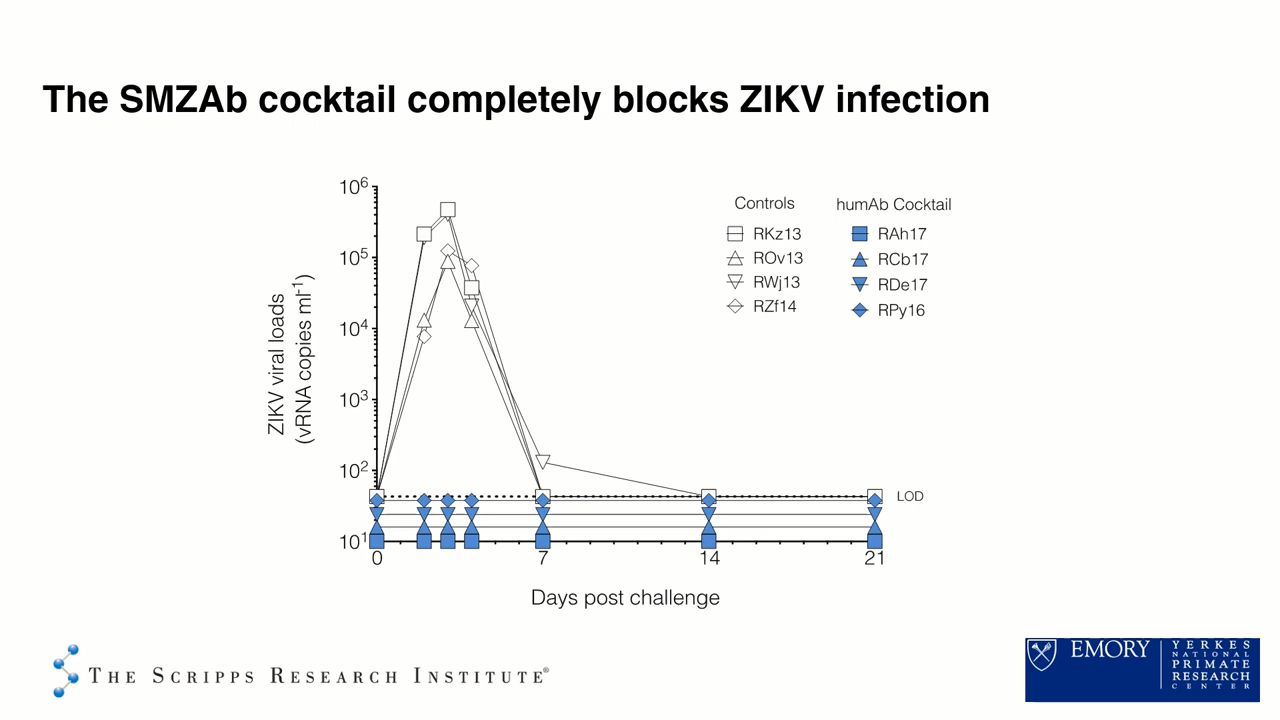 The SMZAb cocktail completely blocks ZIKV infection
ZIKV viral loads
(vRNA copies ml-1)
10^6
10^5
10^4
10^3
10^2
10^1
0
7
14
21
Days post challenge
LOD
Controls
RKz13
ROv13
RWj13
RZf14
humAb Cocktail
RAh17
RCb17
RDe17
RPy16
THE SCRIPPS RESEARCH INSTITUTE®
EMORY
YERKES
NATIONAL
PRIMATE
RESEARCH
CENTER